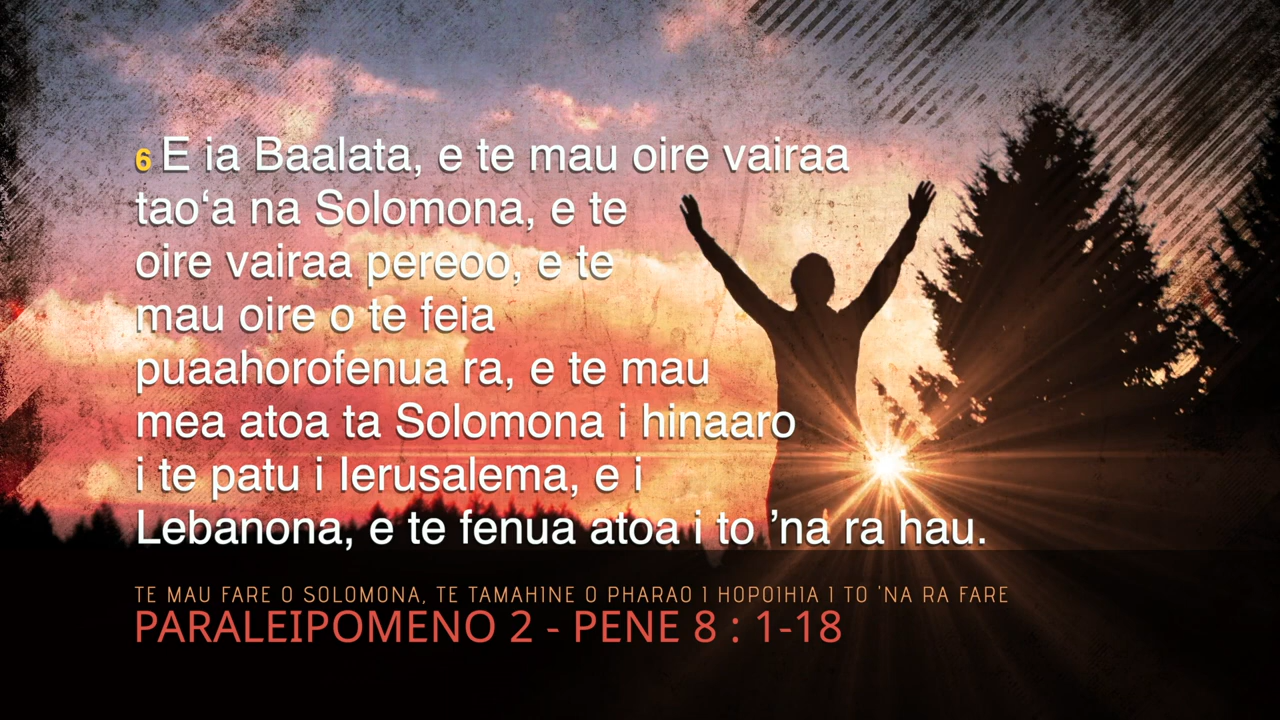 6 E ia Baalata, e te mau oire vairaa
tao‘a na Solomona, e te
oire vairaa pereoo, e te
mau oire o te feia
puaahorofenua ra, e te mau
mea atoa ta Solomona i hinaaro
i te patu i Ierusalema, e i
Lebanona, e te fenua atoa i to ’na ra hau.
TE MAU FARE O SOLOMONA, TE TAMAHINE O PHARAO I HOPOIHIA I TO 'NA RA FARE
PARALEIPOMENO 2 - PENE 8 : 1-18